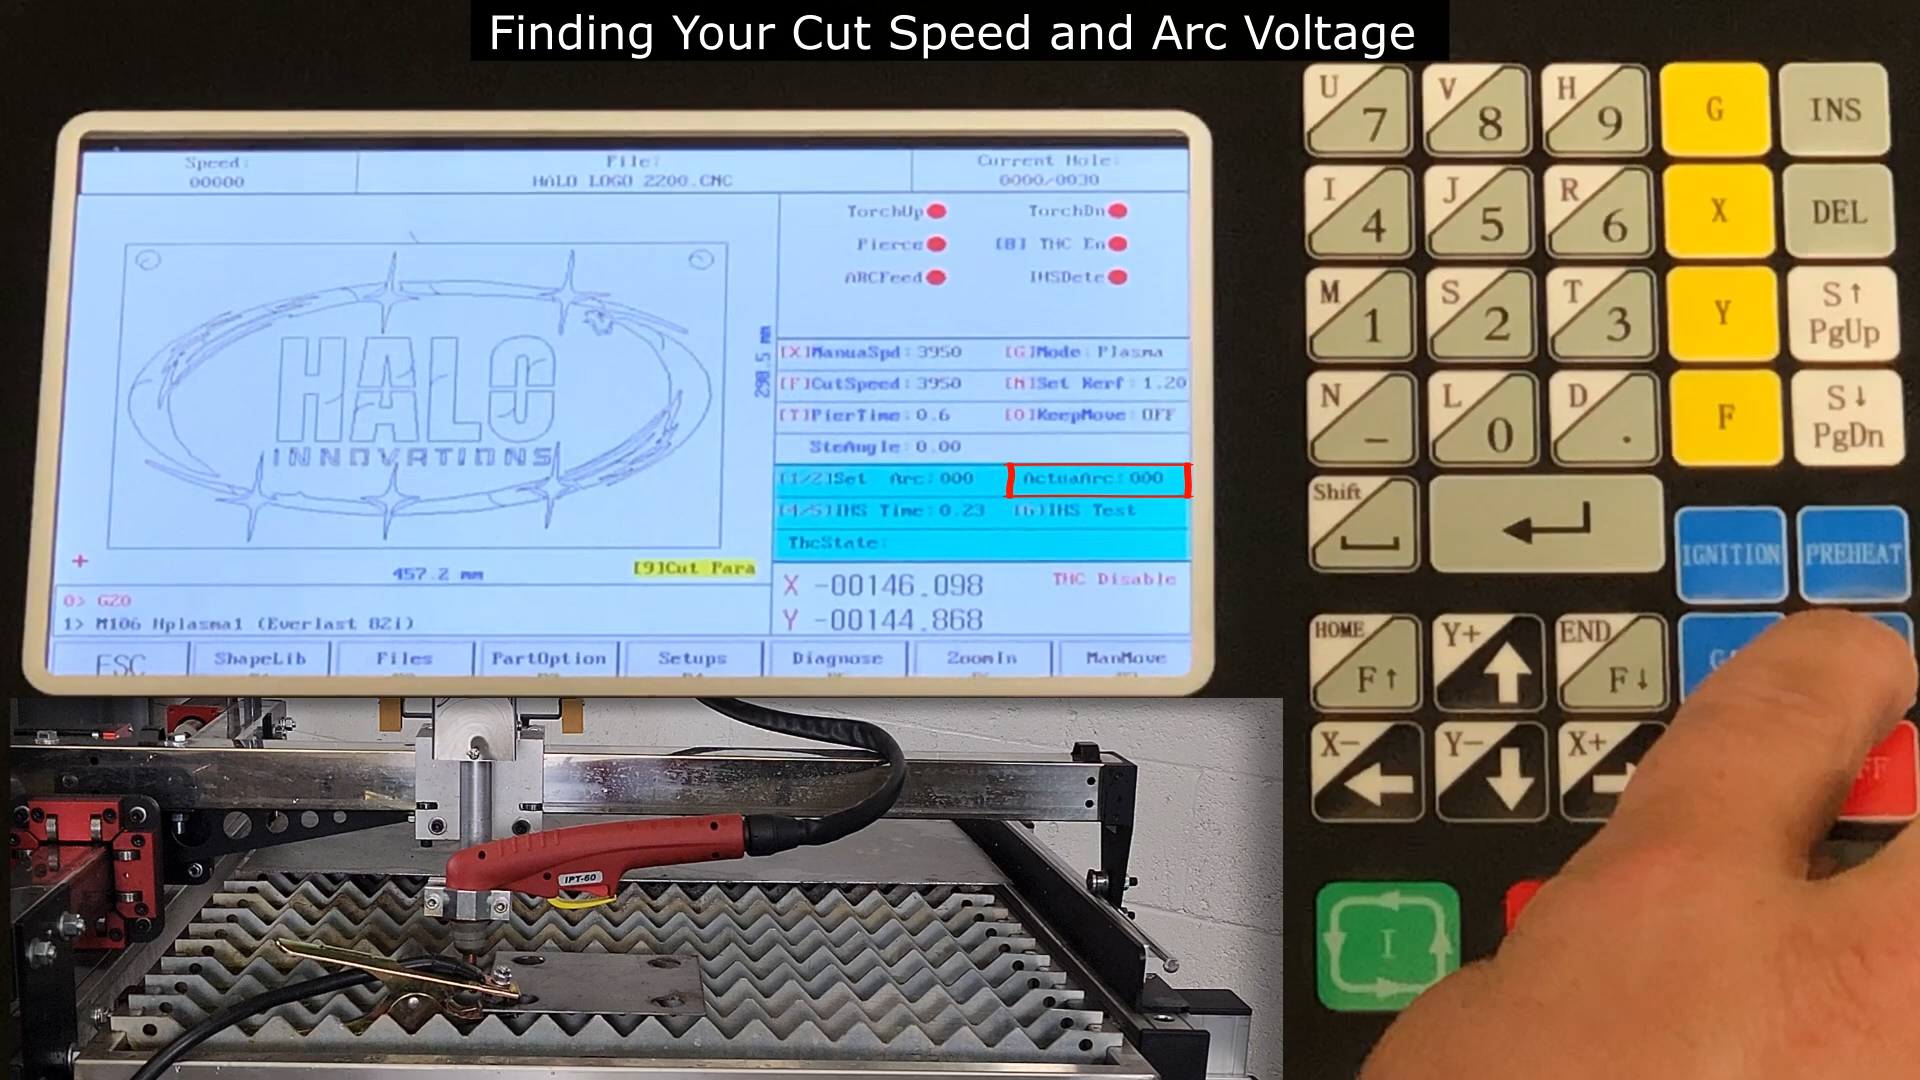 Finding Your Cut Speed and Arc Voltage
Speed:
00000
File:
HALO LOGO 2200.CNC
Current Hole:
0000/0030
TorchUp
TorchDn
Pierce
[8] THC En
ARCFeed
IHSDete
HALO
INNOVATIONS
290.5 mm
457.2 mm
[X]ManuaSpd: 3950
[G]Mode: Plasma
[F]CutSpeed: 3950
[N]Set Kerf: 1.20
[T]PierTime: 0.6
[O]KeepMove: OFF
SteAngle: 0.00
[1/2]Set Arc: 000
ActuaArc: 000
[4/5]IHS Time: 0.23
[6]IHS Test
ThcState:
[9]Cut Para
X -00146.098
THC Disable
Y -00144.868
0> G20
1> M106 Hplasma1 (Everlast 82i)
ESC
ShapeLib
Files
PartOption
Setups
Diagnose
ZoomIn
ManMove
U 7
V 8
H 9
G
INS
I 4
J 5
R 6
X
DEL
M 1
S 2
T 3
Y
S↑ PgUp
N −
L 0
D .
F
S↓ PgDn
Shift
IGNITION
PREHEAT
HOME F↑
Y+
END F↓
X-
Y-
X+
I
IPT-60